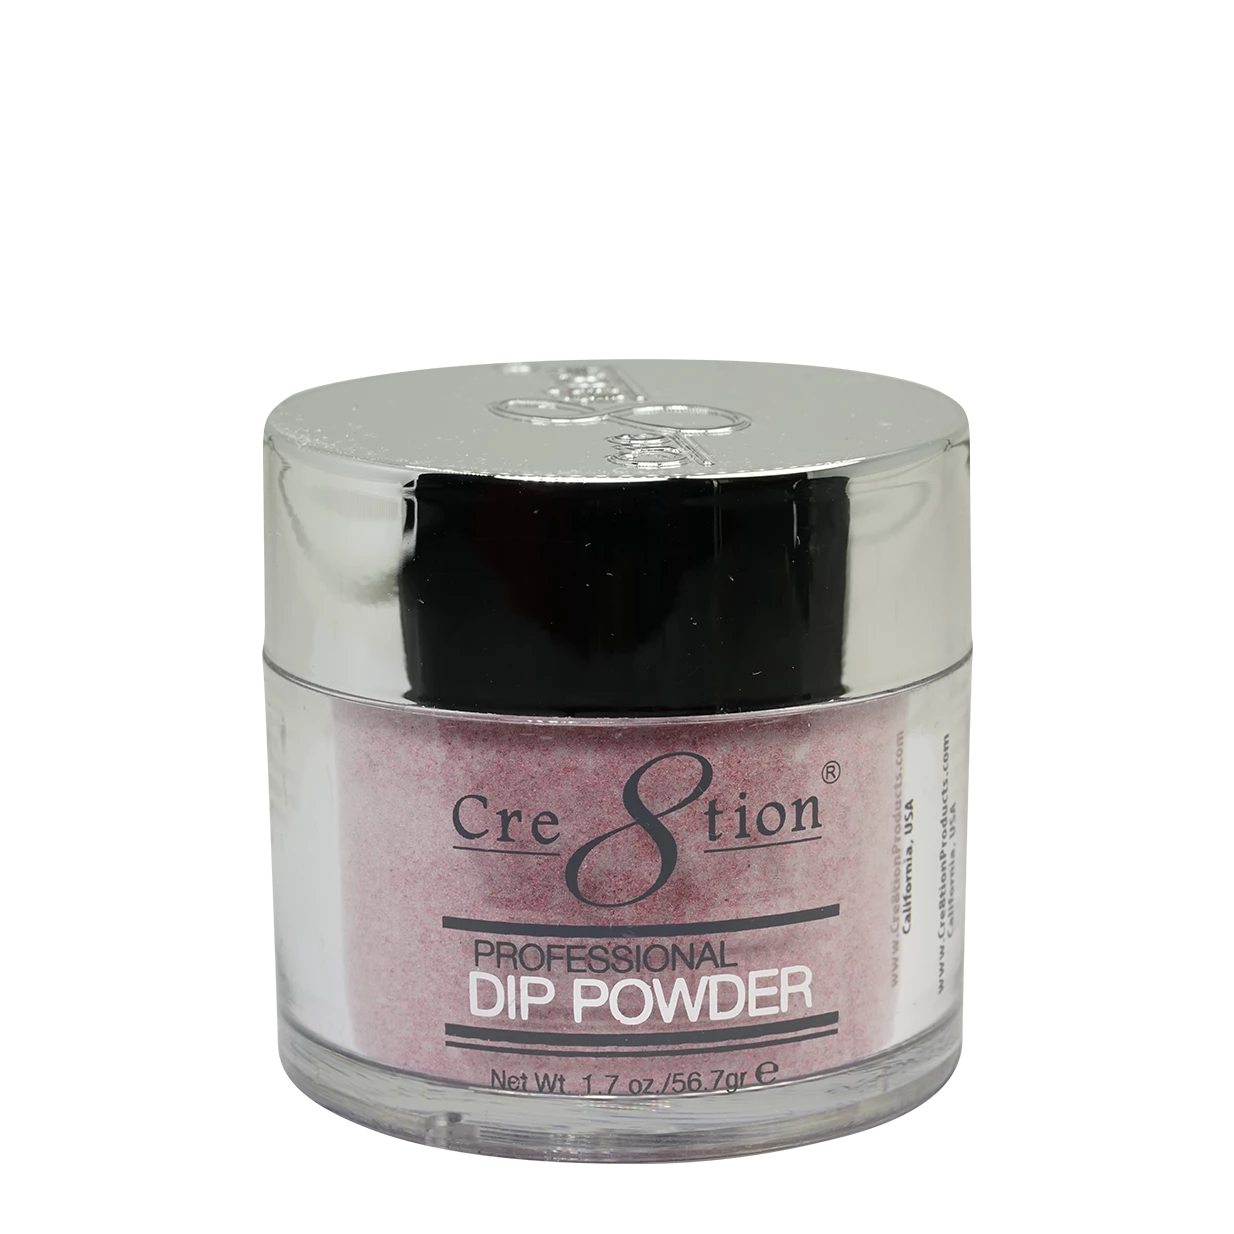 Cre8tion®
PROFESSIONAL
DIP POWDER
Net Wt. 1.7 oz./56.7gr ℮
www.Cre8tionProducts.com
California, USA
www.Cre8tionProducts.com
California, USA